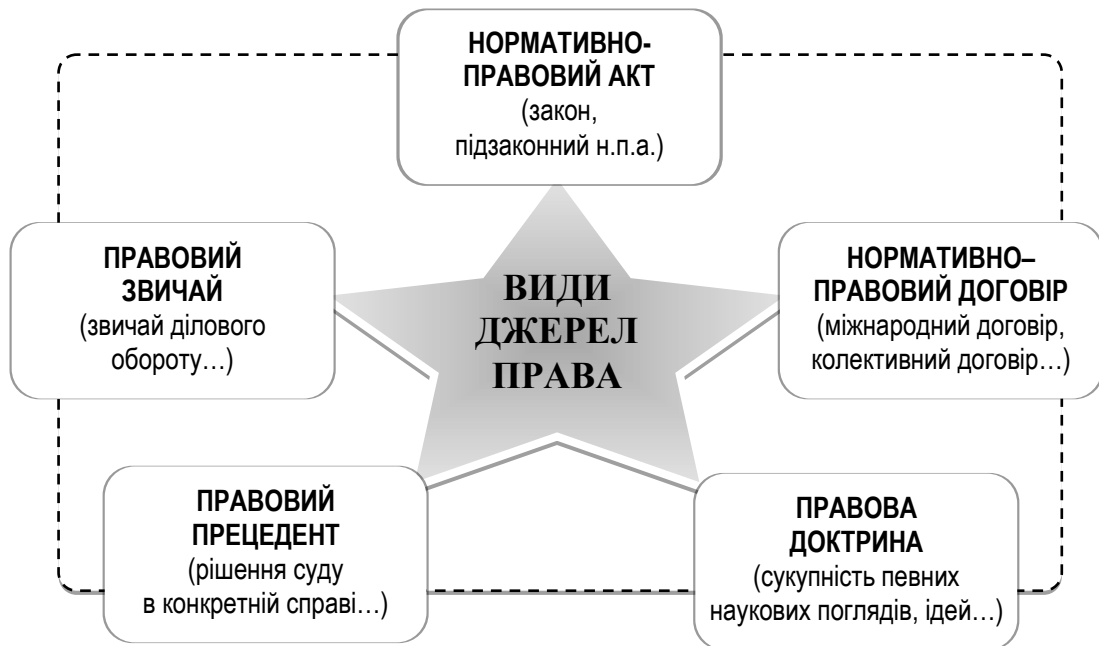 НОРМАТИВНО-
ПРАВОВИЙ АКТ
(закон,
підзаконний н.п.а.)
ПРАВОВИЙ
ЗВИЧАЙ
(звичай ділового
обороту…)
ВИДИ
ДЖЕРЕЛ
ПРАВА
НОРМАТИВНО–
ПРАВОВИЙ ДОГОВІР
(міжнародний договір,
колективний договір…)
ПРАВОВИЙ
ПРЕЦЕДЕНТ
(рішення суду
в конкретній справі…)
ПРАВОВА
ДОКТРИНА
(сукупність певних
наукових поглядів, ідей…)